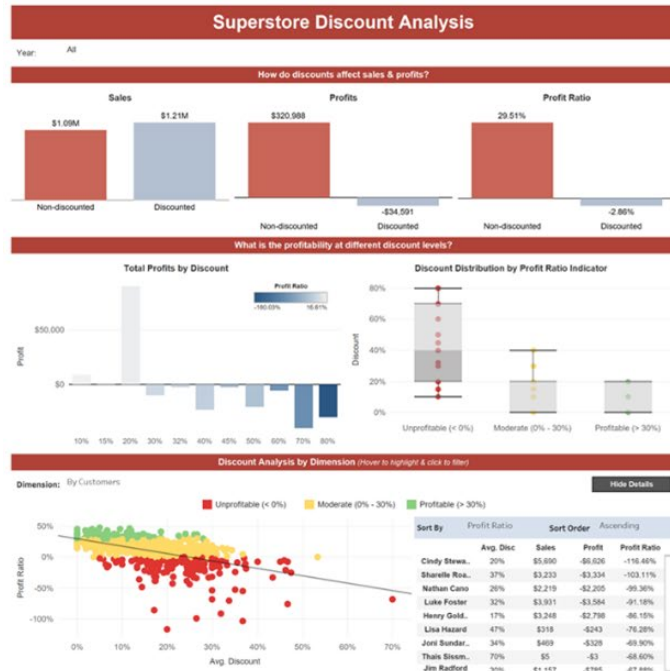 Superstore Discount Analysis
Year: All
How do discounts affect sales & profits?
Sales Profits Profit Ratio
$1.09M $1.21M $320,988 29.51%
-$34,591 -2.86%
Non-discounted Discounted Non-discounted Discounted Non-discounted Discounted
What is the profitability at different discount levels?
Total Profits by Discount
Profit Ratio
-180.03% 16.61%
Profit
$50,000
$0
10% 15% 20% 30% 32% 40% 45% 50% 60% 70% 80%
Discount Distribution by Profit Ratio Indicator
Discount
80%
60%
40%
20%
0%
Unprofitable (< 0%) Moderate (0% - 30%) Profitable (> 30%)
Discount Analysis by Dimension (Hover to highlight & click to filter)
Dimension: By Customers Hide Details
Unprofitable (< 0%) Moderate (0% - 30%) Profitable (> 30%)
Profit Ratio
50%
0%
-50%
-100%
0% 10% 20% 30% 40% 50% 60% 70%
Avg. Discount
Sort By Profit Ratio Sort Order Ascending
Avg. Disc Sales Profit Profit Ratio
Cindy Stewa.. 20% $5,690 -$6,626 -116.46%
Sharelle Roa.. 37% $3,233 -$3,334 -103.11%
Nathan Cano 26% $2,219 -$2,205 -99.36%
Luke Foster 32% $3,931 -$3,584 -91.18%
Henry Gold.. 17% $3,248 -$2,798 -86.15%
Lisa Hazard 47% $318 -$243 -76.28%
Joni Sundar.. 34% $469 -$328 -69.90%
Thais Sissm.. 70% $5 -$3 -68.60%
Jim Radford